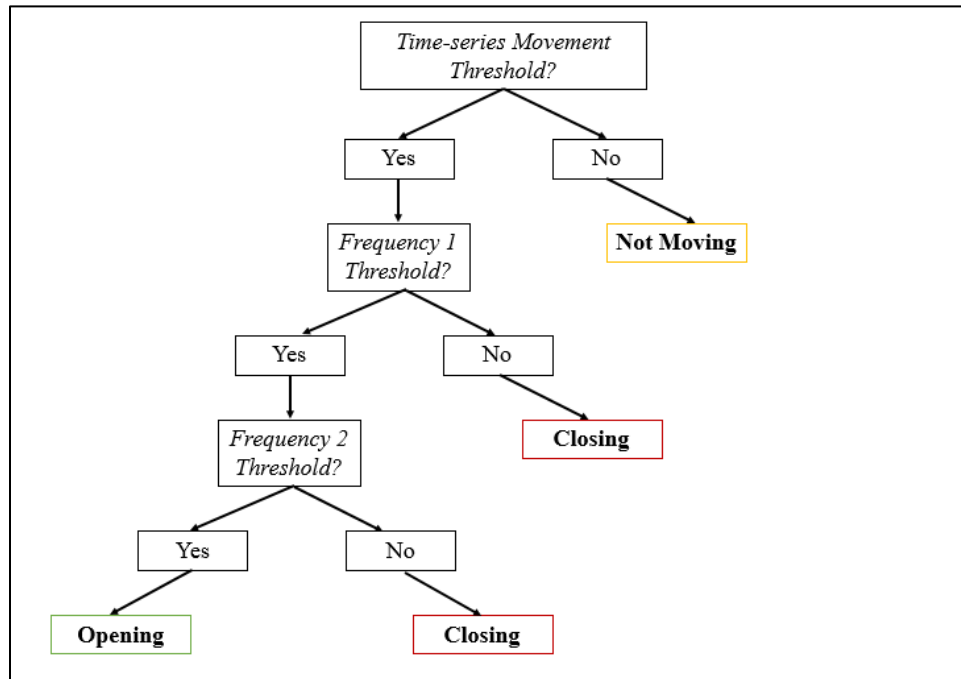 Time-series Movement
Threshold?
Yes
No
Frequency 1
Threshold?
Not Moving
Yes
No
Frequency 2
Threshold?
Closing
Yes
No
Opening
Closing